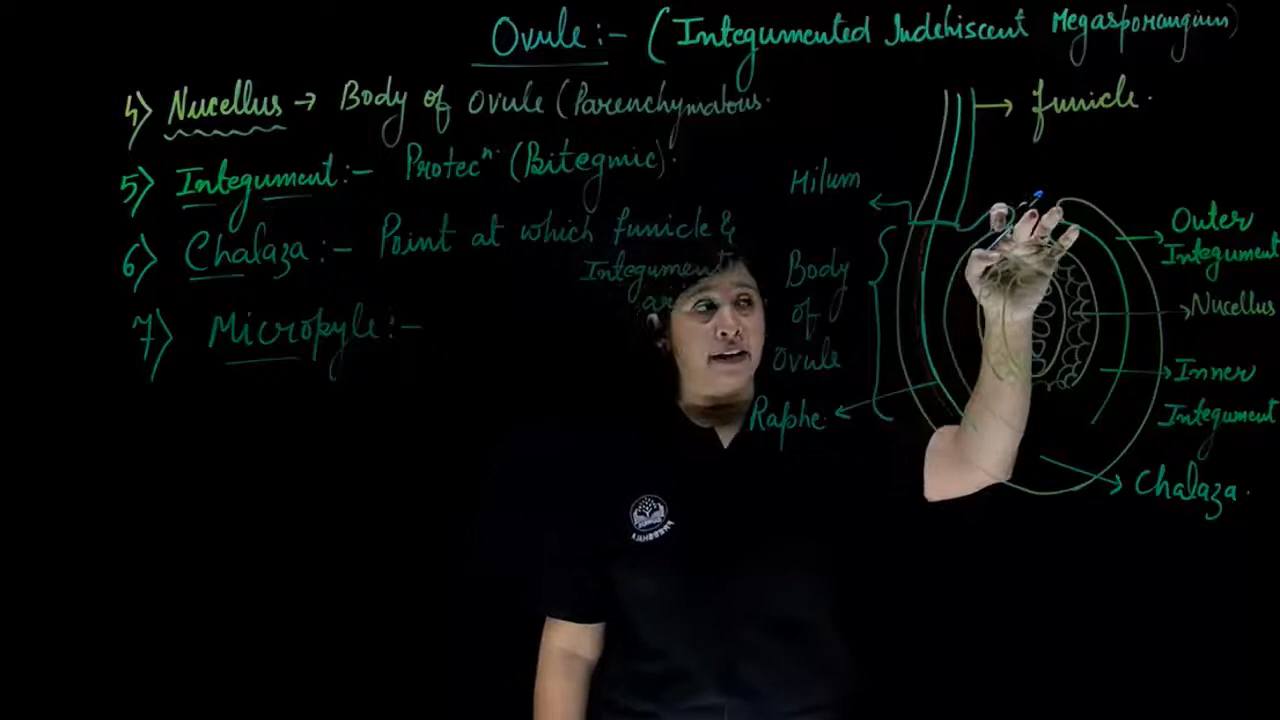 Ovule:- (Integumented Indehiscent Megasporangium)
4) Nucellus → Body of Ovule (Parenchymatous.
5) Integument:- Protecⁿ. (Bitegmic).
6) Chalaza:- Point at which funicle &
Integument
7) Micropyle:-
→ funicle.
Hilum
Body
of
Ovule
Raphe.
Outer
Integument
Nucellus
Inner
Integument
Chalaza.